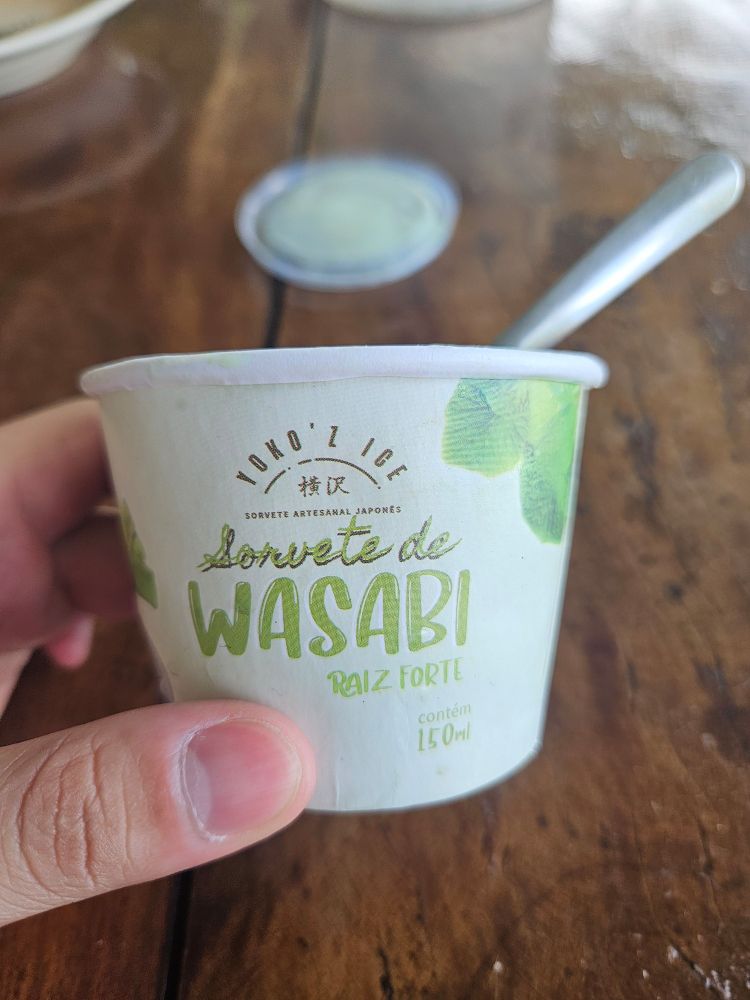 YOKO'Z ICE
横沢
SORVETE ARTESANAL JAPONÊS
Sorvete de
WASABI
RAIZ FORTE
contém
150ml